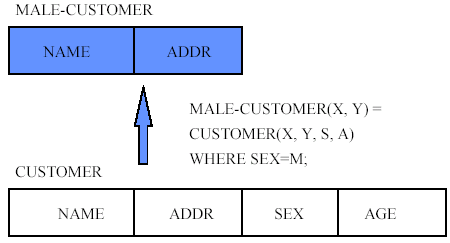 MALE-CUSTOMER
NAME ADDR
MALE-CUSTOMER(X, Y) =
CUSTOMER(X, Y, S, A)
WHERE SEX=M;
CUSTOMER
NAME ADDR SEX AGE